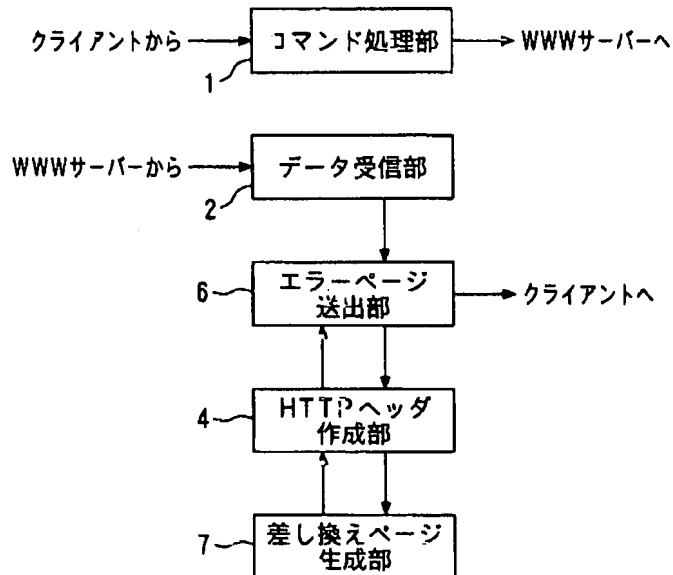 クライアントから
コマンド処理部
WWWサーバーへ
1
WWWサーバーから
データ受信部
2
6
エラーページ
送出部
クライアントへ
4
HTTPヘッダ
作成部
7
差し換えページ
生成部